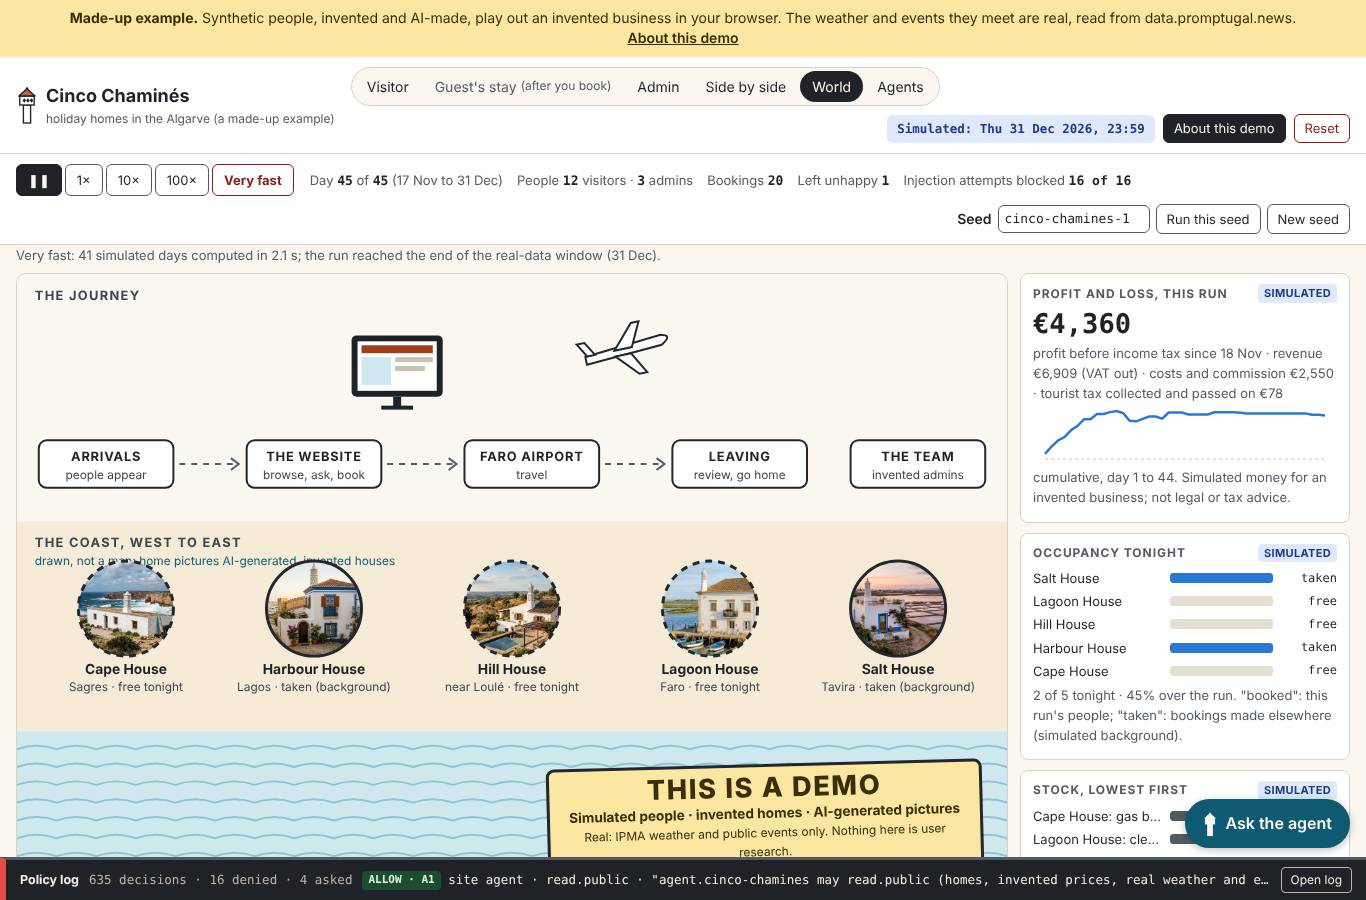 Made-up example. Synthetic people, invented and AI-made, play out an invented business in your browser. The weather and events they meet are real, read from data.promptugal.news.
About this demo
Cinco Chaminés
holiday homes in the Algarve (a made-up example)
Visitor
Guest's stay (after you book)
Admin
Side by side
World
Agents
Simulated: Thu 31 Dec 2026, 23:59
About this demo
Reset
1×
10×
100×
Very fast
Day 45 of 45 (17 Nov to 31 Dec)
People 12 visitors · 3 admins
Bookings 20
Left unhappy 1
Injection attempts blocked 16 of 16
Seed
cinco-chamines-1
Run this seed
New seed
Very fast: 41 simulated days computed in 2.1 s; the run reached the end of the real-data window (31 Dec).
THE JOURNEY
ARRIVALS
people appear
THE WEBSITE
browse, ask, book
FARO AIRPORT
travel
LEAVING
review, go home
THE TEAM
invented admins
THE COAST, WEST TO EAST
drawn, not a map; home pictures AI-generated, invented houses
Cape House
Sagres · free tonight
Harbour House
Lagos · taken (background)
Hill House
near Loulé · free tonight
Lagoon House
Faro · free tonight
Salt House
Tavira · taken (background)
THIS IS A DEMO
Simulated people · invented homes · AI-generated pictures
Real: IPMA weather and public events only. Nothing here is user
research.
PROFIT AND LOSS, THIS RUN
SIMULATED
€4,360
profit before income tax since 18 Nov · revenue
€6,909 (VAT out) · costs and commission €2,550
· tourist tax collected and passed on €78
cumulative, day 1 to 44. Simulated money for an
invented business; not legal or tax advice.
OCCUPANCY TONIGHT
SIMULATED
Salt House taken
Lagoon House free
Hill House free
Harbour House taken
Cape House free
2 of 5 tonight · 45% over the run. "booked": this
run's people; "taken": bookings made elsewhere
(simulated background).
STOCK, LOWEST FIRST
SIMULATED
Cape House: gas b...
Lagoon House: cle...
Ask the agent
Policy log
635 decisions · 16 denied · 4 asked
ALLOW · A1
site agent · read.public · "agent.cinco-chamines may read.public (homes, invented prices, real weather and e…
Open log